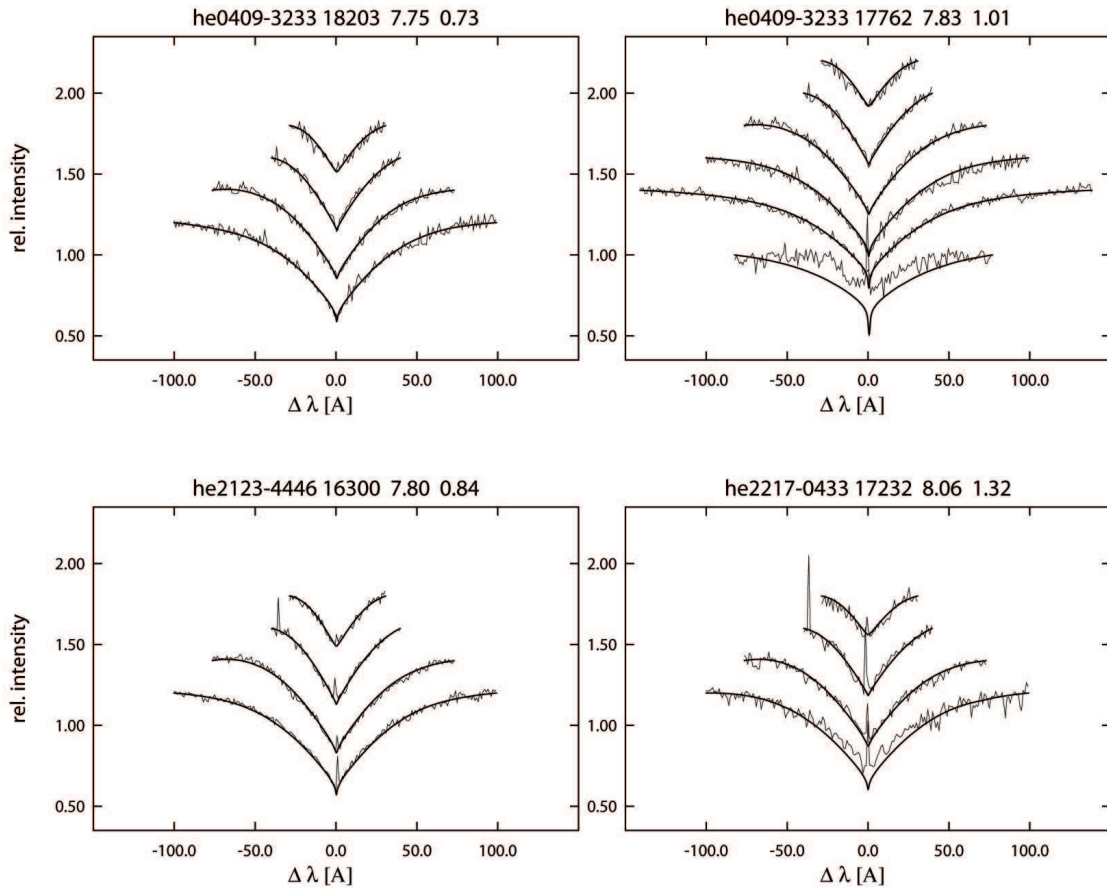 he0409-3233 18203 7.75 0.73
he0409-3233 17762 7.83 1.01
rel. intensity
2.00
1.50
1.00
0.50
-100.0 -50.0 0.0 50.0 100.0
Δ λ [A]
2.00
1.50
1.00
0.50
-100.0 -50.0 0.0 50.0 100.0
Δ λ [A]
he2123-4446 16300 7.80 0.84
he2217-0433 17232 8.06 1.32
rel. intensity
2.00
1.50
1.00
0.50
-100.0 -50.0 0.0 50.0 100.0
Δ λ [A]
2.00
1.50
1.00
0.50
-100.0 -50.0 0.0 50.0 100.0
Δ λ [A]